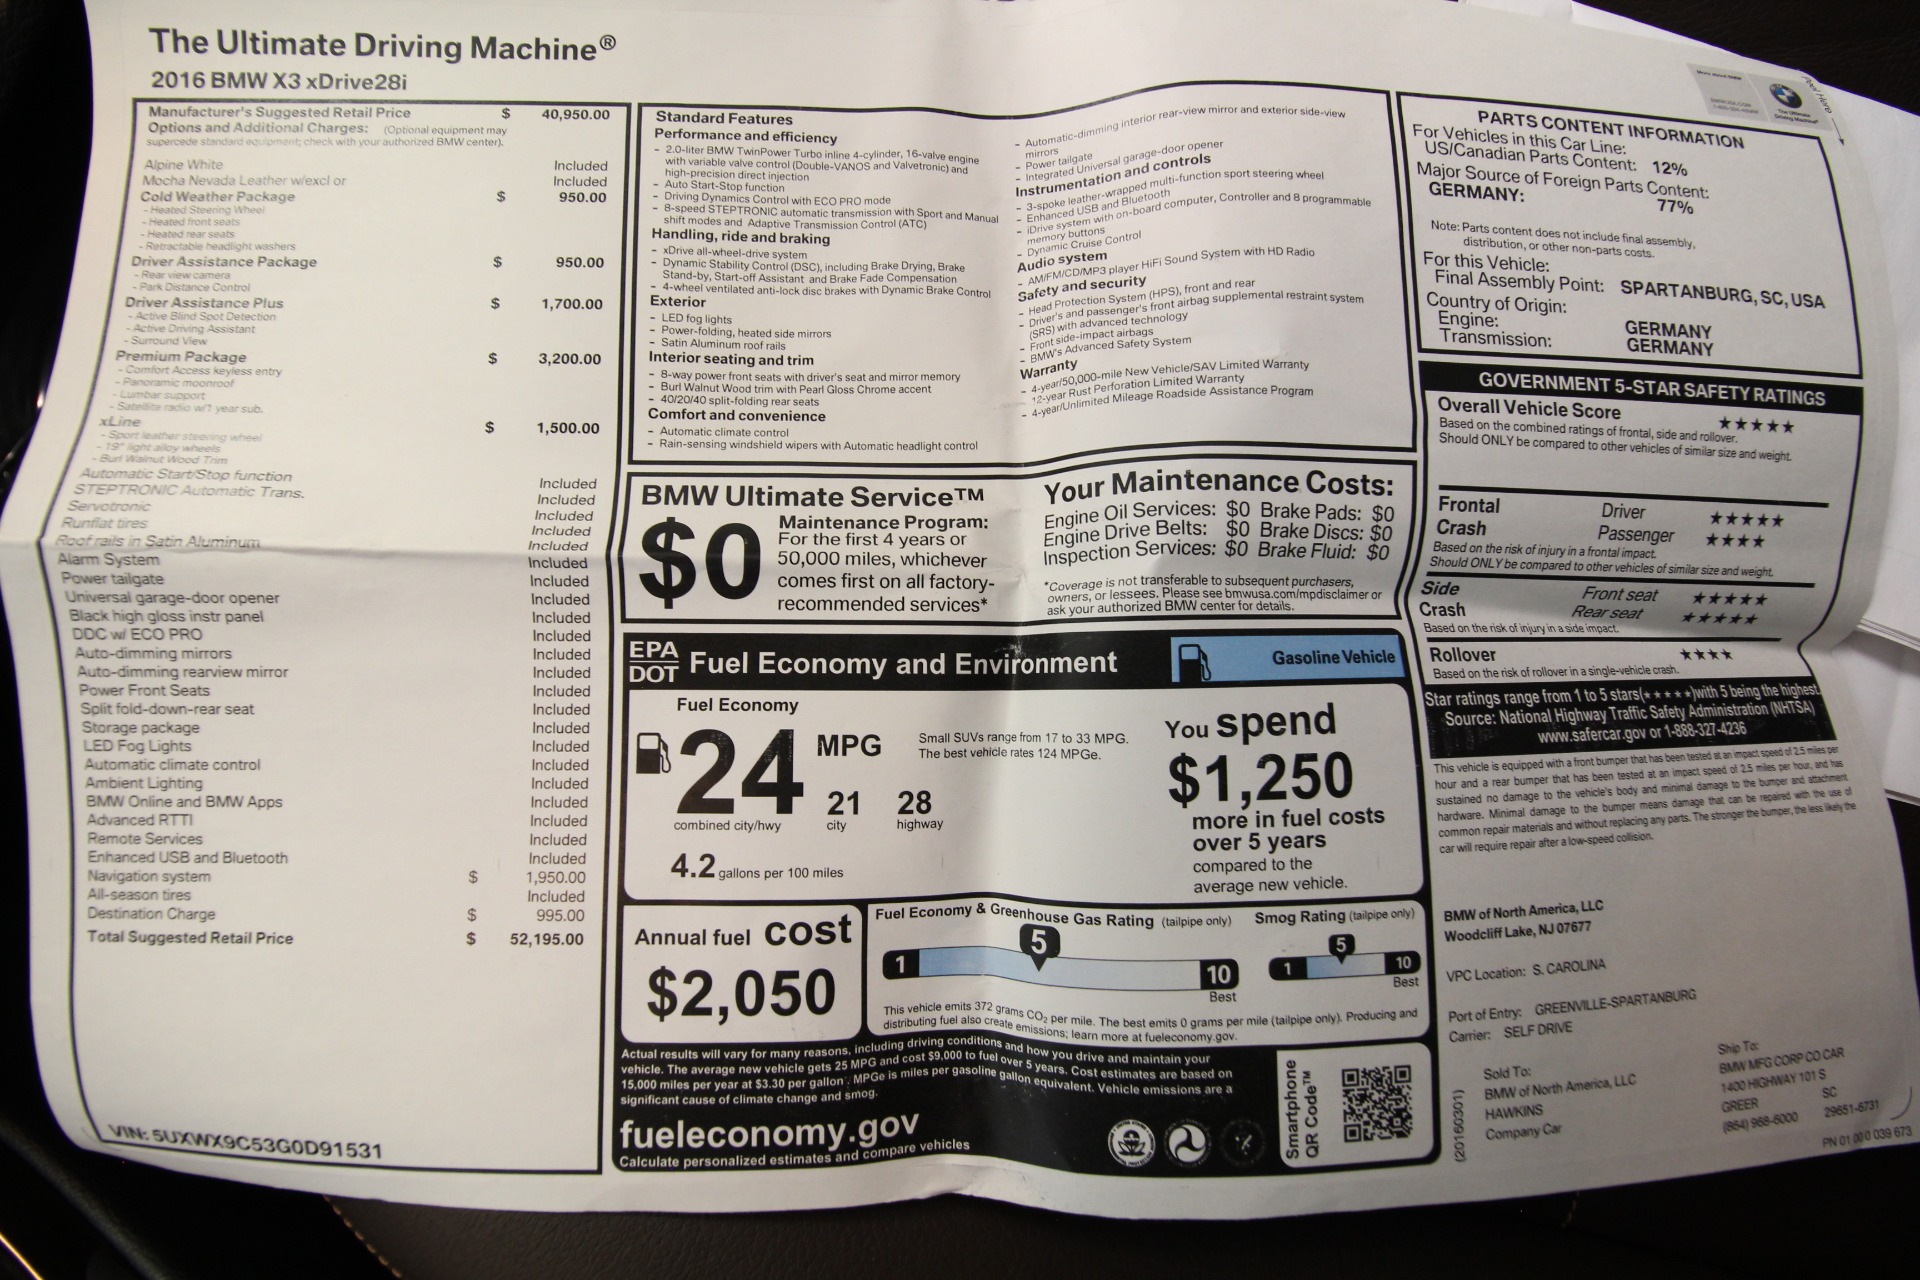 The Ultimate Driving Machine®
2016 BMW X3 xDrive28i
Manufacturer's Suggested Retail Price $ 40,950.00
Options and Additional Charges: (Optional equipment may
supercede standard equipment; check with your authorized BMW center).
Alpine White Included
Mocha Nevada Leather w/excl or Included
Cold Weather Package $ 950.00
- Heated Steering Wheel
- Heated front seats
- Heated rear seats
- Retractable headlight washers
Driver Assistance Package $ 950.00
- Rear view camera
- Park Distance Control
Driver Assistance Plus $ 1,700.00
- Active Blind Spot Detection
- Active Driving Assistant
- Surround View
Premium Package $ 3,200.00
- Comfort Access keyless entry
- Panoramic moonroof
- Lumbar support
- Satellite radio w/1 year sub.
xLine $ 1,500.00
- Sport leather steering wheel
- 19" light alloy wheels
- Burl Walnut Wood Trim
Automatic Start/Stop function Included
STEPTRONIC Automatic Trans. Included
Servotronic Included
Runflat tires Included
Roof rails in Satin Aluminum Included
Alarm System Included
Power tailgate Included
Universal garage-door opener Included
Black high gloss instr panel Included
DDC w/ ECO PRO Included
Auto-dimming mirrors Included
Auto-dimming rearview mirror Included
Power Front Seats Included
Split fold-down-rear seat Included
Storage package Included
LED Fog Lights Included
Automatic climate control Included
Ambient Lighting Included
BMW Online and BMW Apps Included
Advanced RTTI Included
Remote Services Included
Enhanced USB and Bluetooth Included
Navigation system $ 1,950.00
All-season tires Included
Destination Charge $ 995.00
Total Suggested Retail Price $ 52,195.00
VIN: 5UXWX9C53G0D91531
Standard Features
Performance and efficiency
- 2.0-liter BMW TwinPower Turbo inline 4-cylinder, 16-valve engine
with variable valve control (Double-VANOS and Valvetronic) and
high-precision direct injection
- Auto Start-Stop function
- Driving Dynamics Control with ECO PRO mode
- 8-speed STEPTRONIC automatic transmission with Sport and Manual
shift modes and Adaptive Transmission Control (ATC)
Handling, ride and braking
- xDrive all-wheel-drive system
- Dynamic Stability Control (DSC), including Brake Drying, Brake
Stand-by, Start-off Assistant and Brake Fade Compensation
- 4-wheel ventilated anti-lock disc brakes with Dynamic Brake Control
Exterior
- LED fog lights
- Power-folding, heated side mirrors
- Satin Aluminum roof rails
Interior seating and trim
- 8-way power front seats with driver's seat and mirror memory
- Burl Walnut Wood trim with Pearl Gloss Chrome accent
- 40/20/40 split-folding rear seats
Comfort and convenience
- Automatic climate control
- Rain-sensing windshield wipers with Automatic headlight control
- Automatic-dimming interior rear-view mirror and exterior side-view
mirrors
- Power tailgate
- Integrated Universal garage-door opener
Instrumentation and controls
- 3-spoke leather-wrapped multi-function sport steering wheel
- Enhanced USB and Bluetooth
- iDrive system with on-board computer, Controller and 8 programmable
memory buttons
- Dynamic Cruise Control
Audio system
- AM/FM/CD/MP3 player HiFi Sound System with HD Radio
Safety and security
- Head Protection System (HPS), front and rear
- Driver's and passenger's front airbag supplemental restraint system
(SRS) with advanced technology
- Front side-impact airbags
- BMW's Advanced Safety System
Warranty
- 4-year/50,000-mile New Vehicle/SAV Limited Warranty
- 12-year Rust Perforation Limited Warranty
- 4-year/Unlimited Mileage Roadside Assistance Program
BMW Ultimate Service™
$0
Maintenance Program:
For the first 4 years or
50,000 miles, whichever
comes first on all factory-
recommended services*
Your Maintenance Costs:
Engine Oil Services: $0 Brake Pads: $0
Engine Drive Belts: $0 Brake Discs: $0
Inspection Services: $0 Brake Fluid: $0
*Coverage is not transferable to subsequent purchasers,
owners, or lessees. Please see bmwusa.com/mpdisclaimer or
ask your authorized BMW center for details.
EPA
DOT
Fuel Economy and Environment
Gasoline Vehicle
Fuel Economy
24 MPG
combined city/hwy
21 city
28 highway
Small SUVs range from 17 to 33 MPG.
The best vehicle rates 124 MPGe.
4.2 gallons per 100 miles
You spend
$1,250
more in fuel costs
over 5 years
compared to the
average new vehicle.
Annual fuel cost
$2,050
Fuel Economy & Greenhouse Gas Rating (tailpipe only)
1 5 10
Best
Smog Rating (tailpipe only)
1 5 10
Best
This vehicle emits 372 grams CO2 per mile. The best emits 0 grams per mile (tailpipe only). Producing and
distributing fuel also create emissions; learn more at fueleconomy.gov.
Actual results will vary for many reasons, including driving conditions and how you drive and maintain your
vehicle. The average new vehicle gets 25 MPG and cost $9,000 to fuel over 5 years. Cost estimates are based on
15,000 miles per year at $3.30 per gallon. MPGe is miles per gasoline gallon equivalent. Vehicle emissions are a
significant cause of climate change and smog.
fueleconomy.gov
Calculate personalized estimates and compare vehicles
Smartphone
QR Code™
PARTS CONTENT INFORMATION
For Vehicles in this Car Line:
US/Canadian Parts Content: 12%
Major Source of Foreign Parts Content:
GERMANY: 77%
Note: Parts content does not include final assembly,
distribution, or other non-parts costs.
For this Vehicle:
Final Assembly Point: SPARTANBURG, SC, USA
Country of Origin:
Engine: GERMANY
Transmission: GERMANY
GOVERNMENT 5-STAR SAFETY RATINGS
Overall Vehicle Score ★★★★★
Based on the combined ratings of frontal, side and rollover.
Should ONLY be compared to other vehicles of similar size and weight.
Frontal Driver ★★★★★
Crash Passenger ★★★★
Based on the risk of injury in a frontal impact.
Should ONLY be compared to other vehicles of similar size and weight.
Side Front seat ★★★★★
Crash Rear seat ★★★★★
Based on the risk of injury in a side impact.
Rollover ★★★★
Based on the risk of rollover in a single-vehicle crash.
Star ratings range from 1 to 5 stars(★★★★★)with 5 being the highest.
Source: National Highway Traffic Safety Administration (NHTSA)
www.safercar.gov or 1-888-327-4236
This vehicle is equipped with a front bumper that has been tested at an impact speed of 2.5 miles per
hour and a rear bumper that has been tested at an impact speed of 2.5 miles per hour, and has
sustained no damage to the vehicle's body and minimal damage to the bumper and attachment
hardware. Minimal damage to the bumper means damage that can be repaired with the use of
common repair materials and without replacing any parts. The stronger the bumper, the less likely the
car will require repair after a low-speed collision.
BMW of North America, LLC
Woodcliff Lake, NJ 07677
VPC Location: S. CAROLINA
Port of Entry: GREENVILLE-SPARTANBURG
Carrier: SELF DRIVE
Sold To:
BMW of North America, LLC
HAWKINS
Company Car
Ship To:
BMW MFG CORP CO CAR
1400 HIGHWAY 101 S
GREER SC
(864) 968-6000 29651-6731
(20160301)
PN 01 00 0 039 673